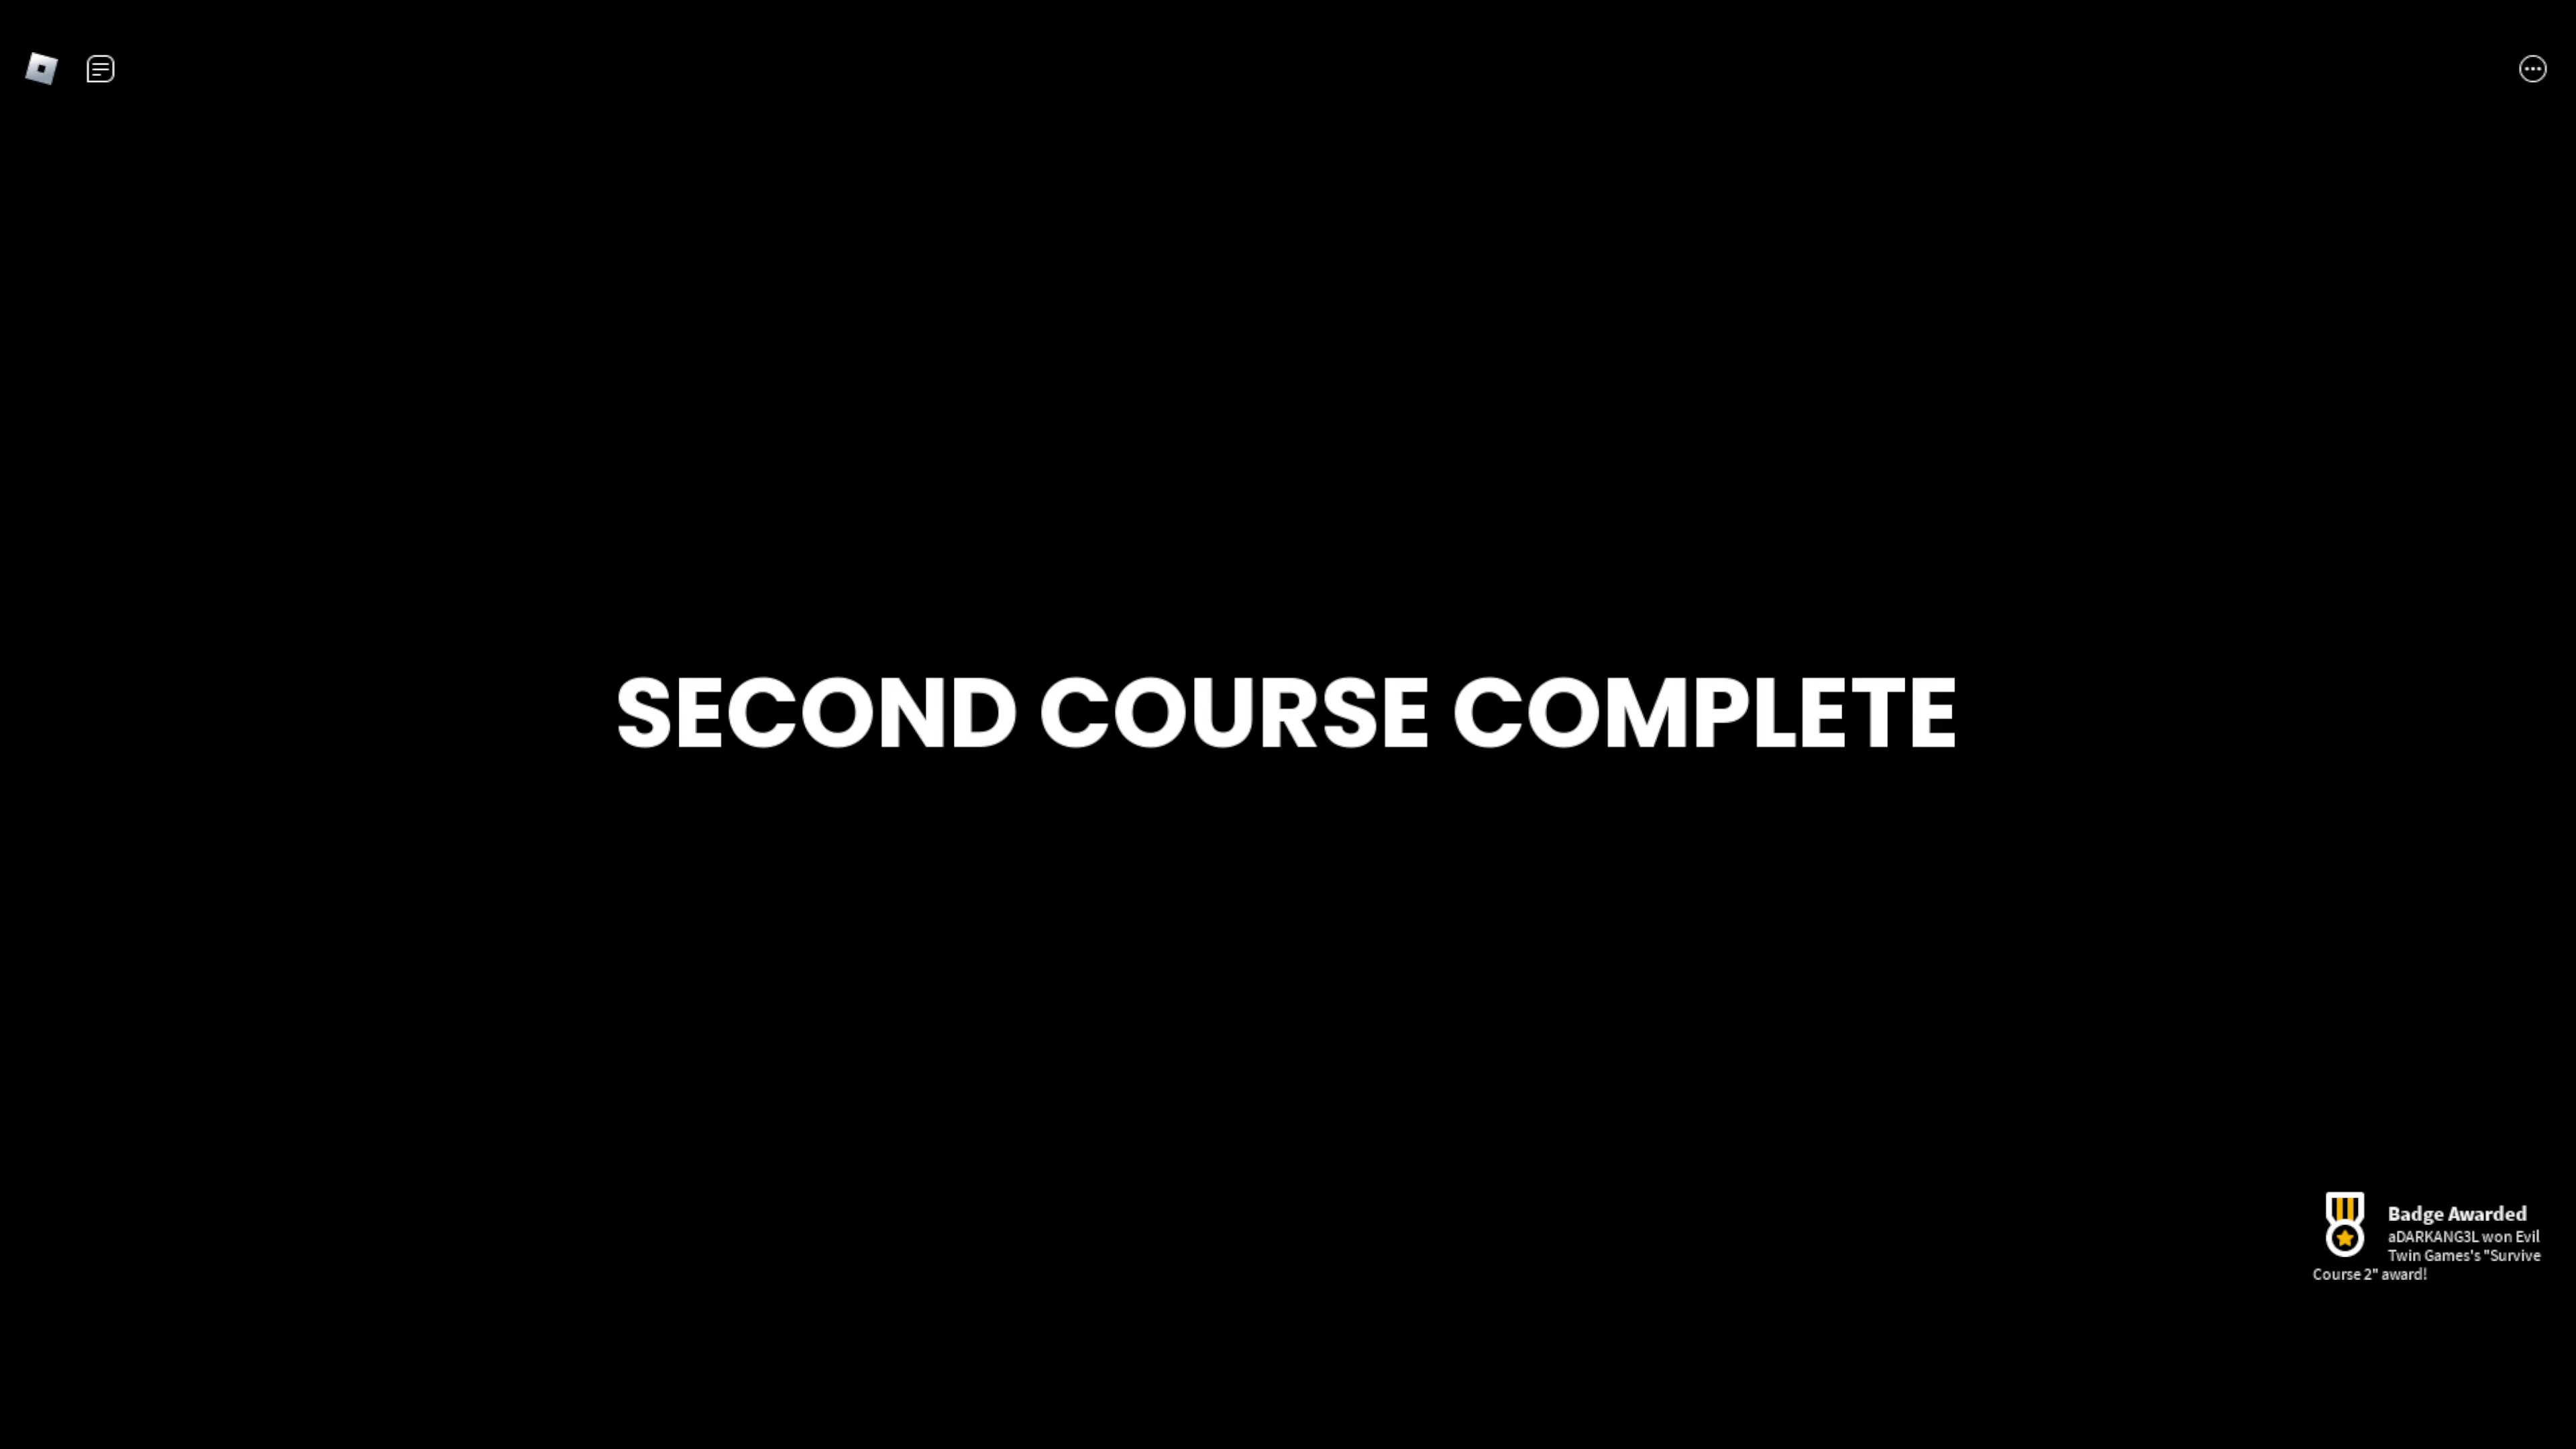 SECOND COURSE COMPLETE
Badge Awarded
aDARKANG3L won Evil
Twin Games's "Survive
Course 2" award!